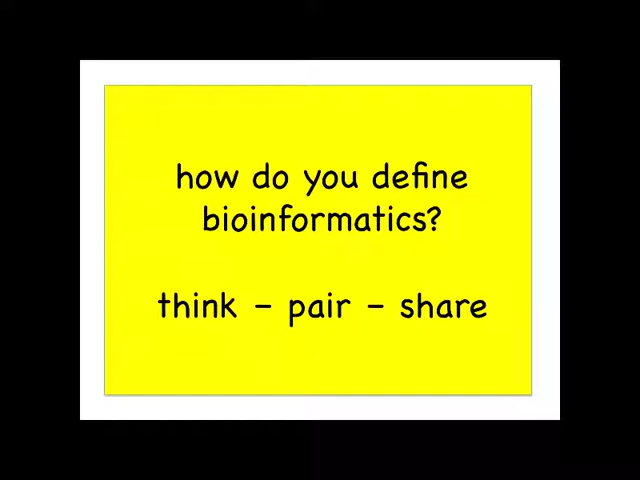 how do you define
bioinformatics?
think – pair – share